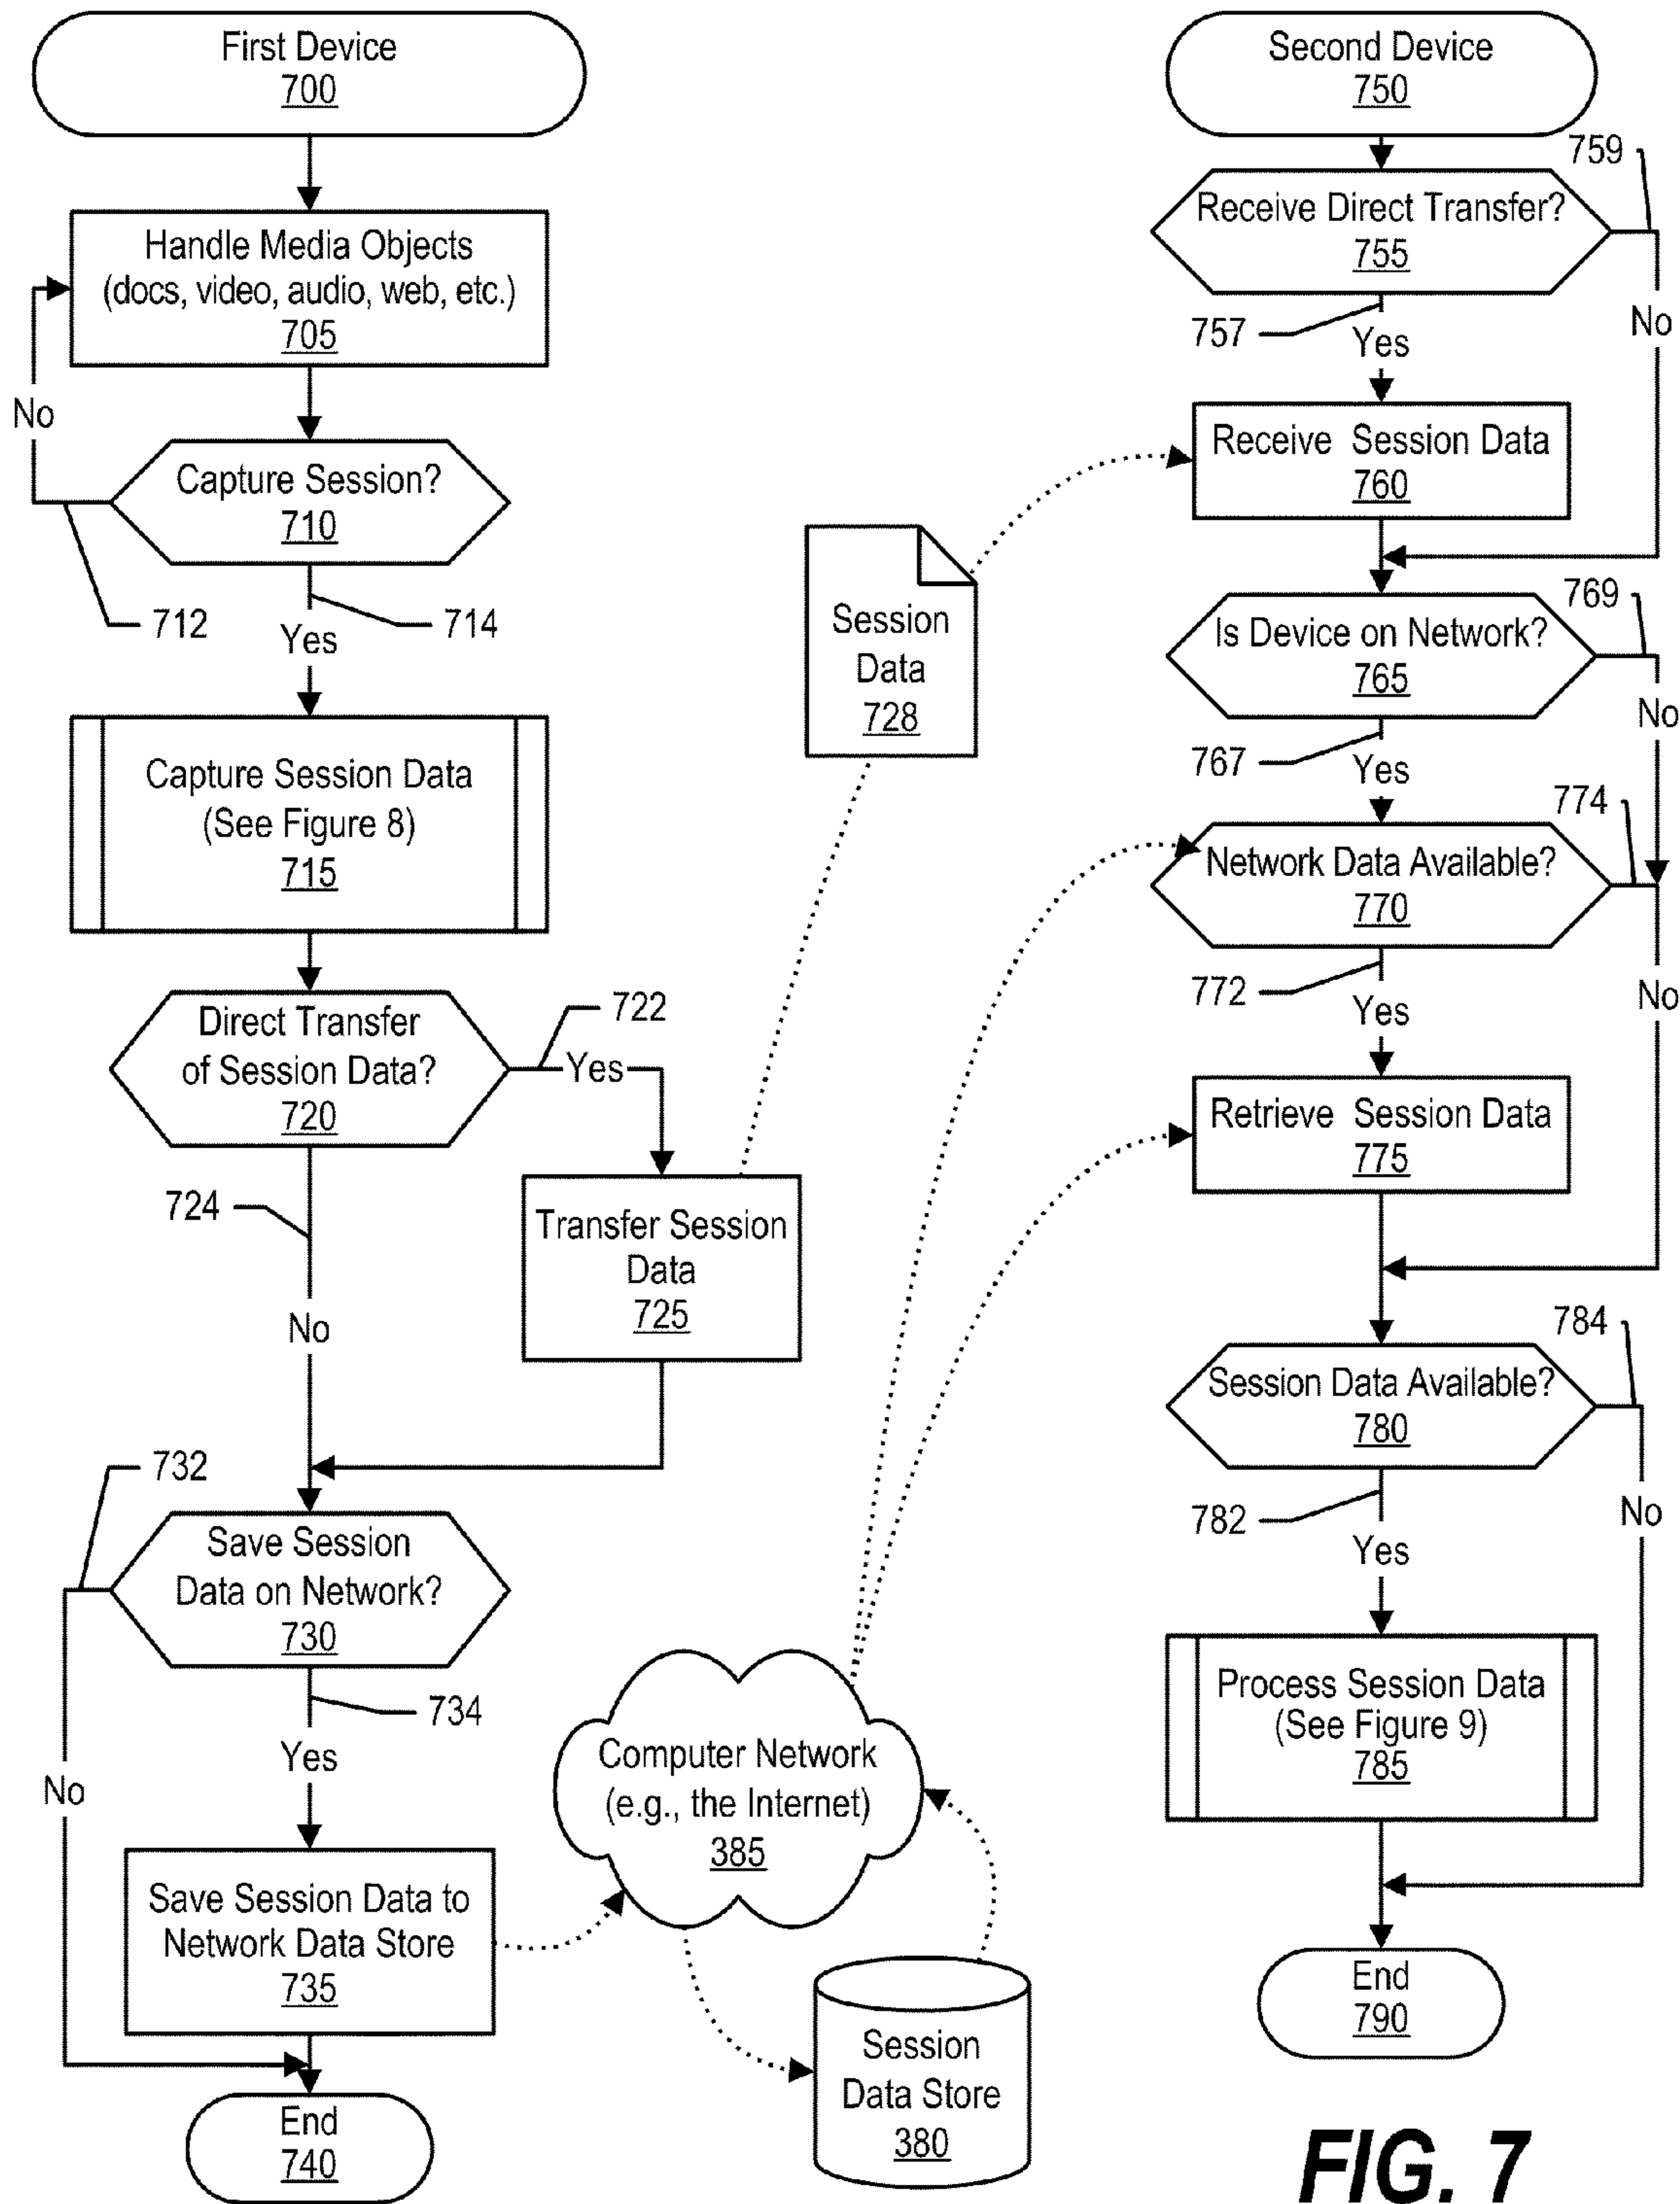 First Device
700
Handle Media Objects
(docs, video, audio, web, etc.)
705
No
Capture Session?
710
712
714
Yes
Capture Session Data
(See Figure 8)
715
Direct Transfer
of Session Data?
720
722
Yes
724
No
Transfer Session
Data
725
732
Save Session
Data on Network?
730
734
Yes
No
Save Session Data to
Network Data Store
735
End
740
Session
Data
728
Computer Network
(e.g., the Internet)
385
Session
Data Store
380
Second Device
750
759
Receive Direct Transfer?
755
757
Yes
No
Receive Session Data
760
769
Is Device on Network?
765
767
Yes
No
774
Network Data Available?
770
772
Yes
No
Retrieve Session Data
775
784
Session Data Available?
780
782
Yes
No
Process Session Data
(See Figure 9)
785
End
790
FIG. 7